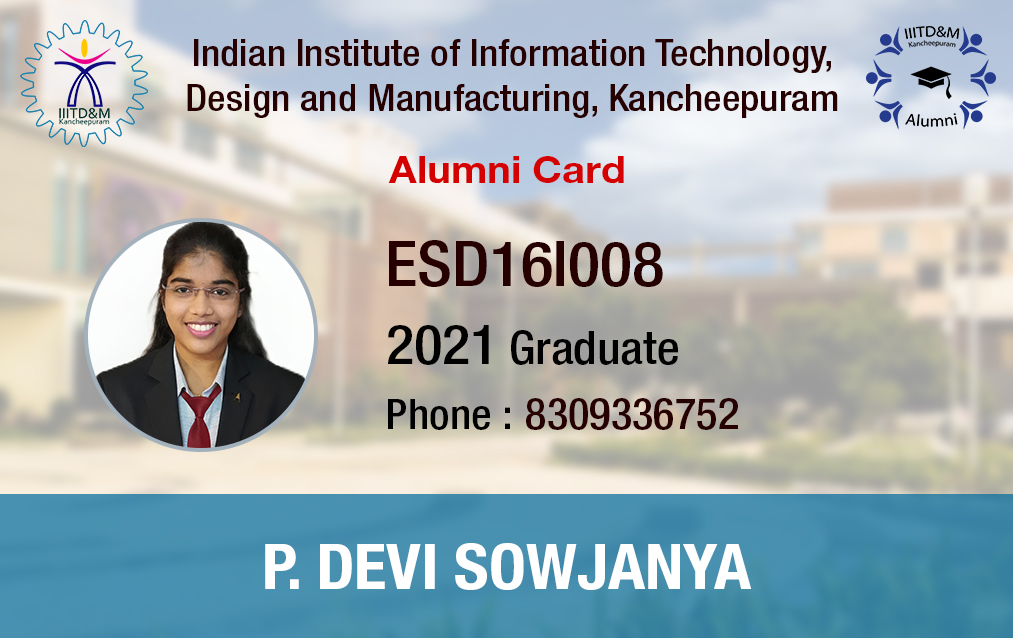 IIITD&M
Kancheepuram
Indian Institute of Information Technology,
Design and Manufacturing, Kancheepuram
IIITD&M
Kancheepuram
Alumni
Alumni Card
ESD16I008
2021 Graduate
Phone : 8309336752
P. DEVI SOWJANYA